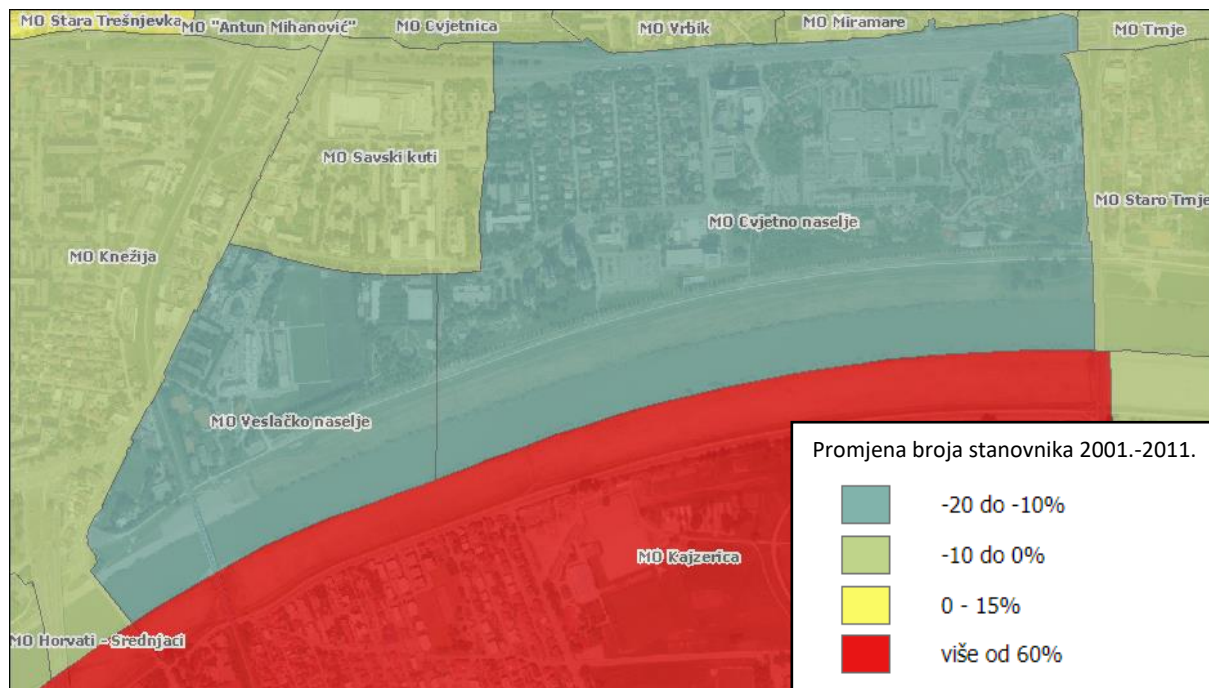 MO Stara Trešnjevka
MO "Antun Mihanović"
MO Cvjetnica
MO Vrbik
MO Miramare
MO Trnje
MO Savski kuti
MO Staro Trnje
MO Cvjetno naselje
MO Knežija
MO Veslačko naselje
MO Kajzerica
MO Horvati - Srednjaci
Promjena broja stanovnika 2001.-2011.
-20 do -10%
-10 do 0%
0 - 15%
više od 60%